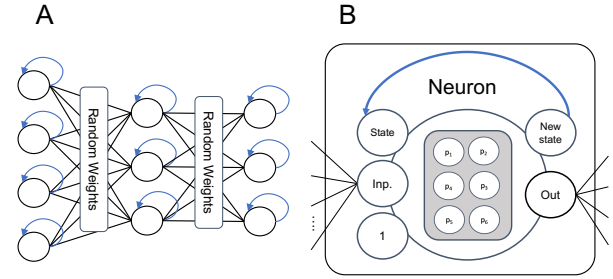 A
B
Random Weights
Random Weights
Neuron
State
New
state
p₁
p₂
Inp.
p₄
p₃
Out
p₅
p₆
1
....